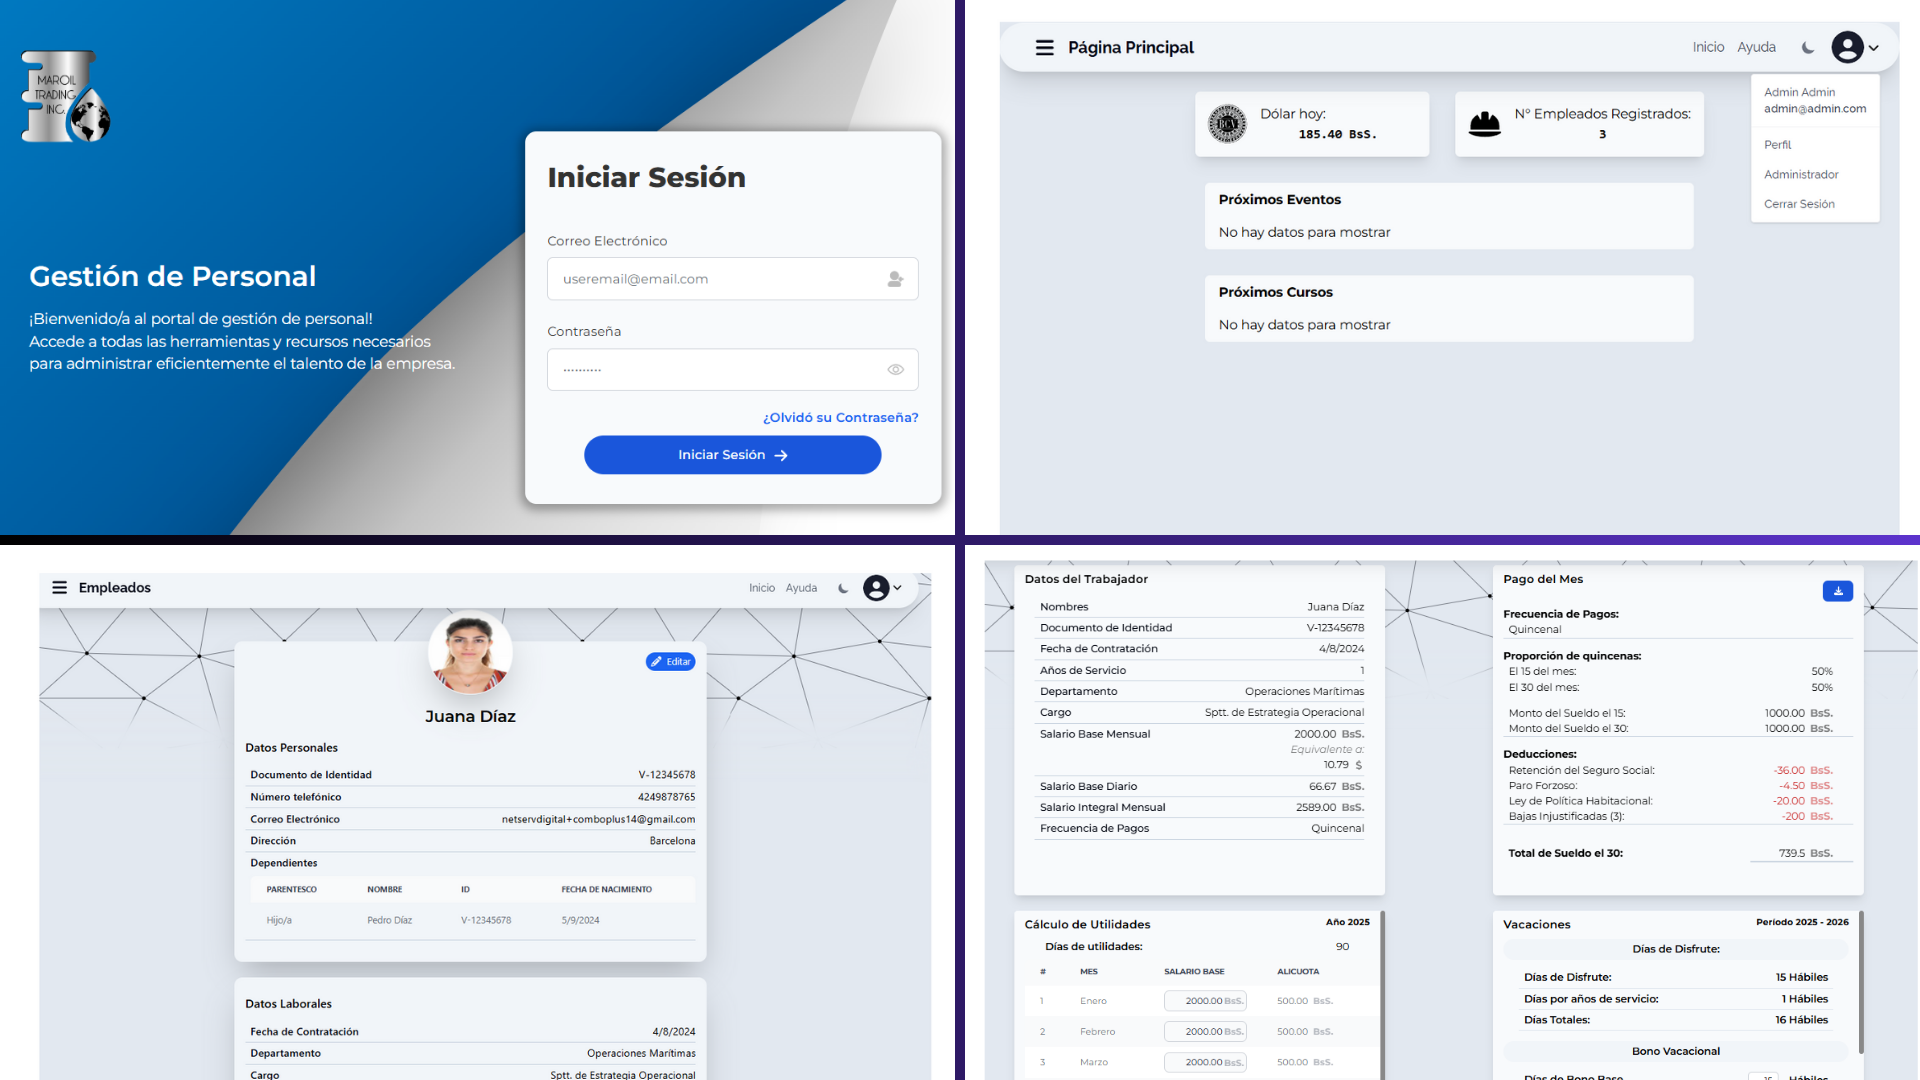 MAROIL
TRADING
INC.
Gestión de Personal
¡Bienvenido/a al portal de gestión de personal!
Accede a todas las herramientas y recursos necesarios
para administrar eficientemente el talento de la empresa.
Iniciar Sesión
Correo Electrónico
useremail@email.com
Contraseña
¿Olvidó su Contraseña?
Iniciar Sesión
Página Principal
Inicio Ayuda
Admin Admin
admin@admin.com
Perfil
Administrador
Cerrar Sesión
BCV
Dólar hoy:
185.40 BsS.
N° Empleados Registrados:
3
Próximos Eventos
No hay datos para mostrar
Próximos Cursos
No hay datos para mostrar
Empleados
Inicio Ayuda
Editar
Juana Díaz
Datos Personales
Documento de Identidad V-12345678
Número telefónico 4249878765
Correo Electrónico netservdigital+comboplus14@gmail.com
Dirección Barcelona
Dependientes
PARENTESCO NOMBRE ID FECHA DE NACIMIENTO
Hijo/a Pedro Díaz V-12345678 5/9/2024
Datos Laborales
Fecha de Contratación 4/8/2024
Departamento Operaciones Marítimas
Cargo Sptt. de Estrategia Operacional
Datos del Trabajador
Nombres Juana Díaz
Documento de Identidad V-12345678
Fecha de Contratación 4/8/2024
Años de Servicio 1
Departamento Operaciones Marítimas
Cargo Sptt. de Estrategia Operacional
Salario Base Mensual 2000.00 BsS.
Equivalente a:
10.79 $
Salario Base Diario 66.67 BsS.
Salario Integral Mensual 2589.00 BsS.
Frecuencia de Pagos Quincenal
Pago del Mes
Frecuencia de Pagos:
Quincenal
Proporción de quincenas:
El 15 del mes: 50%
El 30 del mes: 50%
Monto del Sueldo el 15: 1000.00 BsS.
Monto del Sueldo el 30: 1000.00 BsS.
Deducciones:
Retención del Seguro Social: -36.00 BsS.
Paro Forzoso: -4.50 BsS.
Ley de Política Habitacional: -20.00 BsS.
Bajas Injustificadas (3): -200 BsS.
Total de Sueldo el 30: 739.5 BsS.
Cálculo de Utilidades Año 2025
Días de utilidades: 90
# MES SALARIO BASE ALICUOTA
1 Enero 2000.00 BsS. 500.00 BsS.
2 Febrero 2000.00 BsS. 500.00 BsS.
3 Marzo 2000.00 BsS. 500.00 BsS.
Vacaciones Período 2025 - 2026
Días de Disfrute:
Días de Disfrute: 15 Hábiles
Días por años de servicio: 1 Hábiles
Días Totales: 16 Hábiles
Bono Vacacional
Días de Bono Base 15 Hábiles